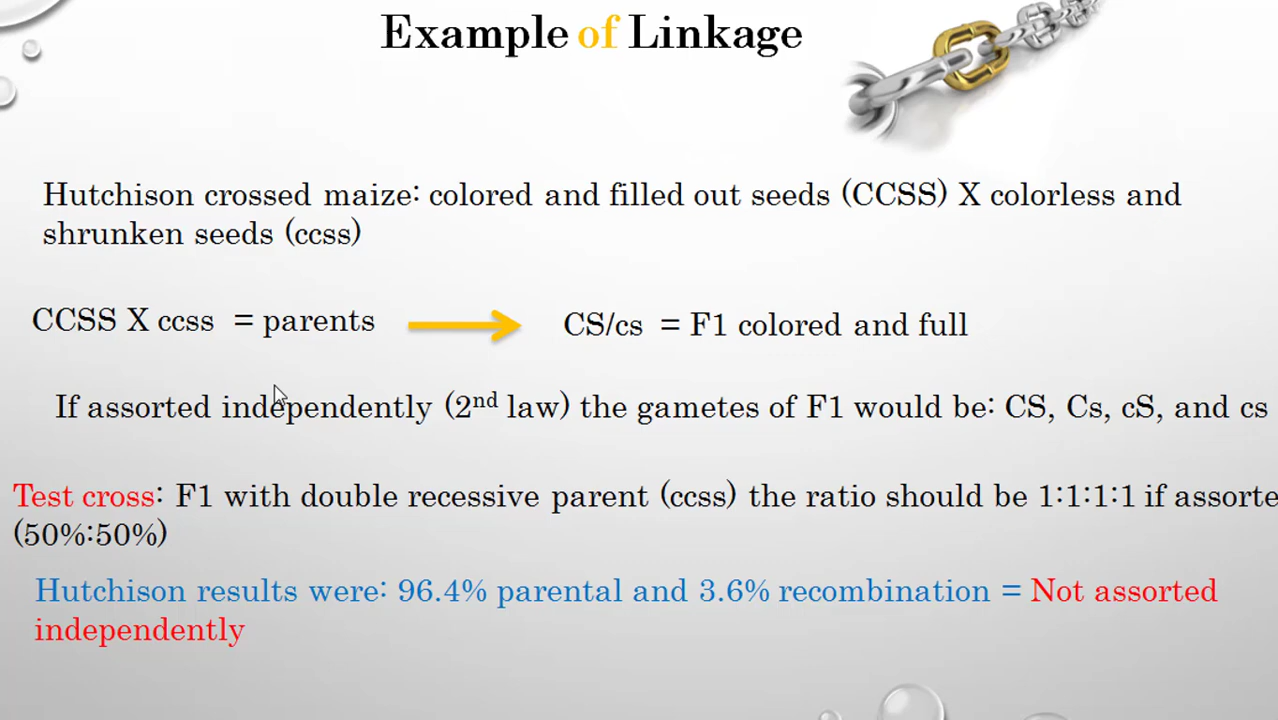 Example of Linkage
Hutchison crossed maize: colored and filled out seeds (CCSS) X colorless and
shrunken seeds (ccss)
CCSS X ccss = parents
CS/cs = F1 colored and full
If assorted independently (2nd law) the gametes of F1 would be: CS, Cs, cS, and cs
Test cross: F1 with double recessive parent (ccss) the ratio should be 1:1:1:1 if assorte
(50%:50%)
Hutchison results were: 96.4% parental and 3.6% recombination = Not assorted
independently